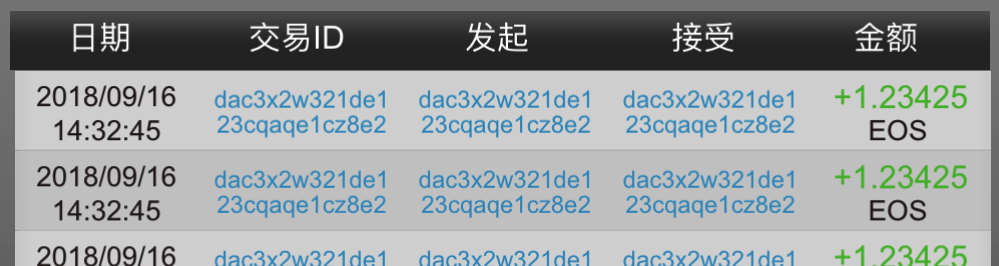 日期 交易ID 发起 接受 金额
2018/09/16 dac3x2w321de1 dac3x2w321de1 dac3x2w321de1 +1.23425
14:32:45 23cqaqe1cz8e2 23cqaqe1cz8e2 23cqaqe1cz8e2 EOS
2018/09/16 dac3x2w321de1 dac3x2w321de1 dac3x2w321de1 +1.23425
14:32:45 23cqaqe1cz8e2 23cqaqe1cz8e2 23cqaqe1cz8e2 EOS
2018/09/16 dac3x2w321de1 dac3x2w321de1 dac3x2w321de1 +1.23425